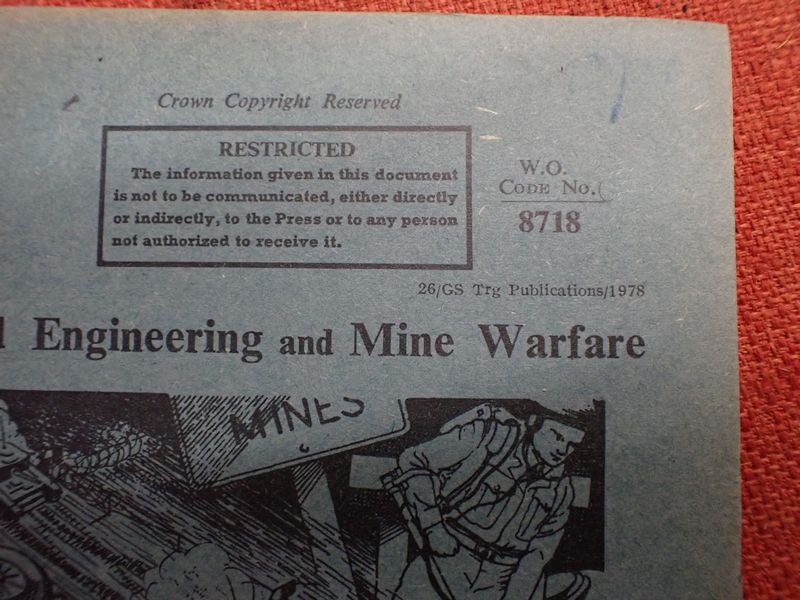 Crown Copyright Reserved
RESTRICTED
The information given in this document
is not to be communicated, either directly
or indirectly, to the Press or to any person
not authorized to receive it.
W.O.
CODE No.
8718
26/GS Trg Publications/1978
Engineering and Mine Warfare
MINES